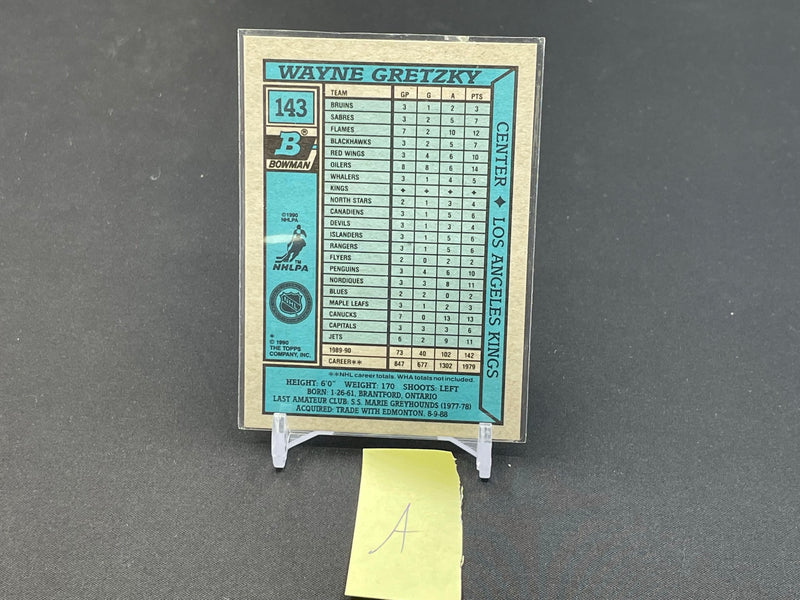 WAYNE GRETZKY
143
B®
BOWMAN
©1990
NHLPA
NHLPA™
NHL
*
© 1990
THE TOPPS
COMPANY, INC.
TEAM GP G A PTS
BRUINS 3 1 2 3
SABRES 3 2 5 7
FLAMES 7 2 10 12
BLACKHAWKS 3 2 5 7
RED WINGS 3 4 6 10
OILERS 8 8 6 14
WHALERS 3 1 4 5
KINGS ✦ ✦ ✦ ✦
NORTH STARS 2 1 3 4
CANADIENS 3 1 5 6
DEVILS 3 1 3 4
ISLANDERS 3 1 5 6
RANGERS 3 1 5 6
FLYERS 2 0 2 2
PENGUINS 3 4 6 10
NORDIQUES 3 3 8 11
BLUES 2 2 0 2
MAPLE LEAFS 3 1 2 3
CANUCKS 7 0 13 13
CAPITALS 3 3 3 6
JETS 6 2 9 11
1989-90 73 40 102 142
CAREER** 847 677 1302 1979
**NHL career totals. WHA totals not included.
CENTER ✦ LOS ANGELES KINGS
HEIGHT: 6'0" WEIGHT: 170 SHOOTS: LEFT
BORN: 1-26-61, BRANTFORD, ONTARIO
LAST AMATEUR CLUB: S.S. MARIE GREYHOUNDS (1977-78)
ACQUIRED: TRADE WITH EDMONTON, 8-9-88
A